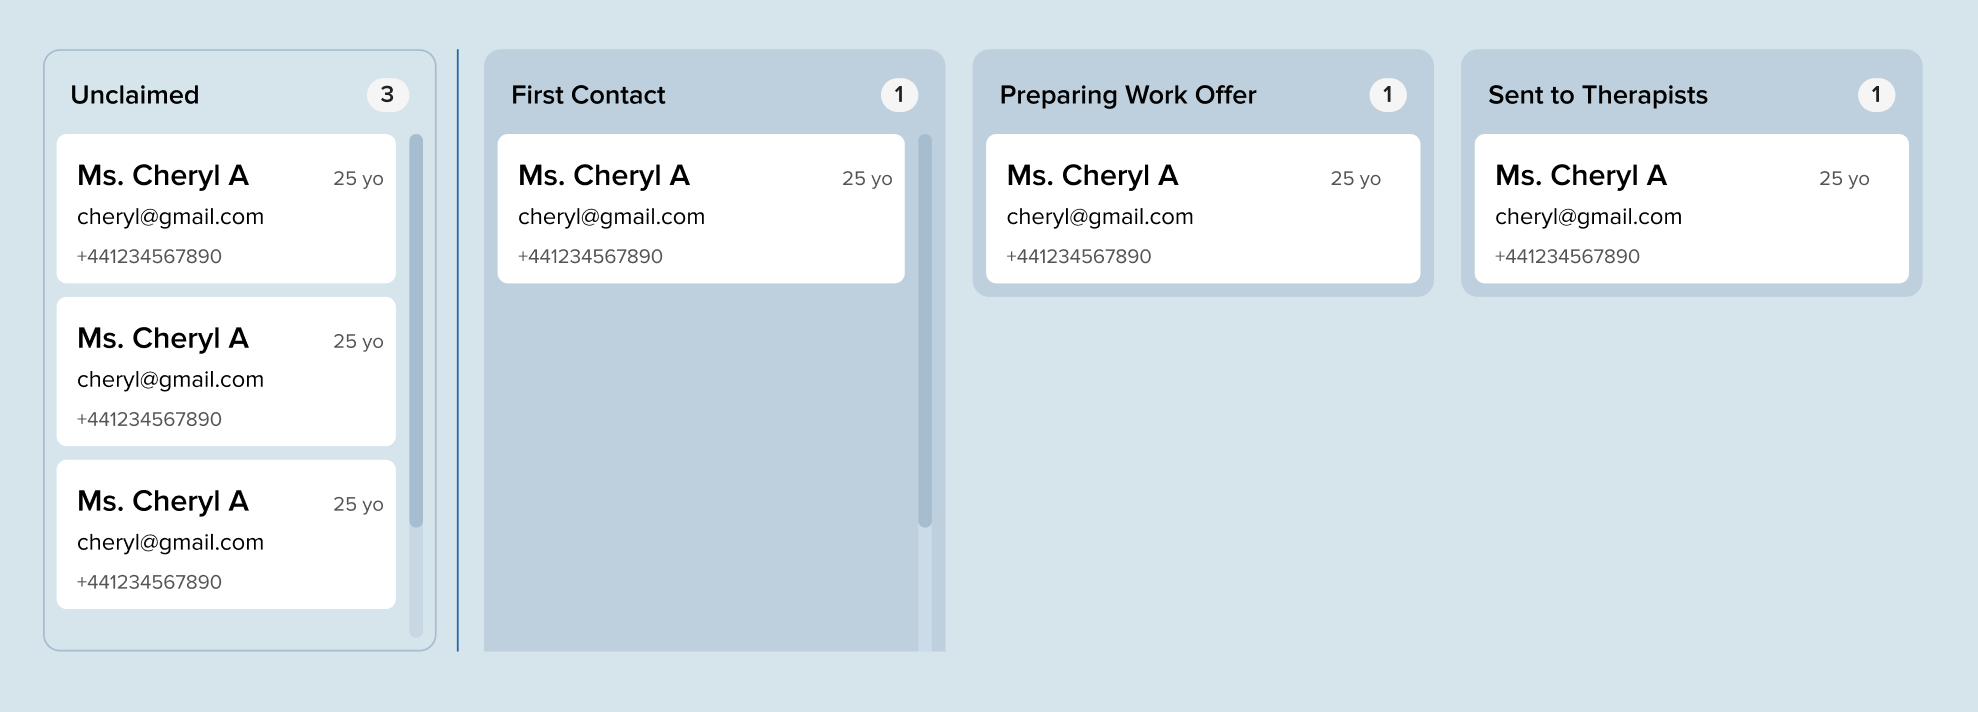 Unclaimed 3
Ms. Cheryl A 25 yo
cheryl@gmail.com
+441234567890
Ms. Cheryl A 25 yo
cheryl@gmail.com
+441234567890
Ms. Cheryl A 25 yo
cheryl@gmail.com
+441234567890
First Contact 1
Ms. Cheryl A 25 yo
cheryl@gmail.com
+441234567890
Preparing Work Offer 1
Ms. Cheryl A 25 yo
cheryl@gmail.com
+441234567890
Sent to Therapists 1
Ms. Cheryl A 25 yo
cheryl@gmail.com
+441234567890